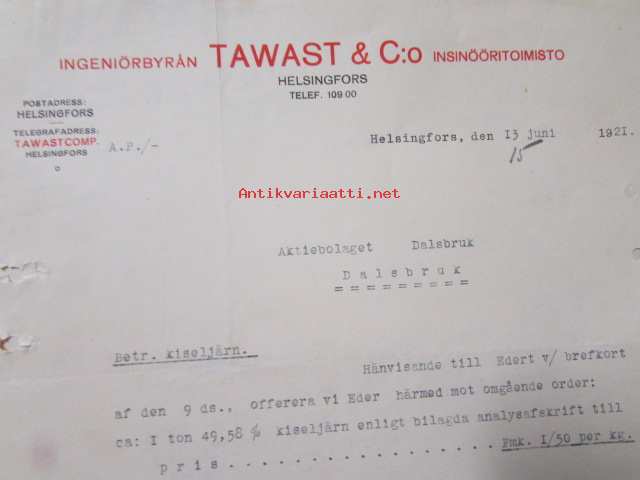 INGENIÖRBYRÅN TAWAST & C:o INSINÖÖRITOIMISTO
HELSINGFORS
TELEF. 109 00
POSTADRESS:
HELSINGFORS
TELEGRAFADRESS:
TAWASTCOMP.
HELSINGFORS
A.P./-
Helsingfors, den 13 juni 1921.
15
Antikvariaatti.net
Aktiebolaget Dalsbruk
Dalsbruk
=========
Betr. kiseljärn.
Hänvisande till Edert v/ brefkort
af den 9 ds., offerera vi Eder härmed mot omgående order:
ca: I ton 49,58 % kiseljärn enligt bilagda analysafskrift till
pris . . . . . . . . . . . . . . . . . . Fmk. I/50 per kg.